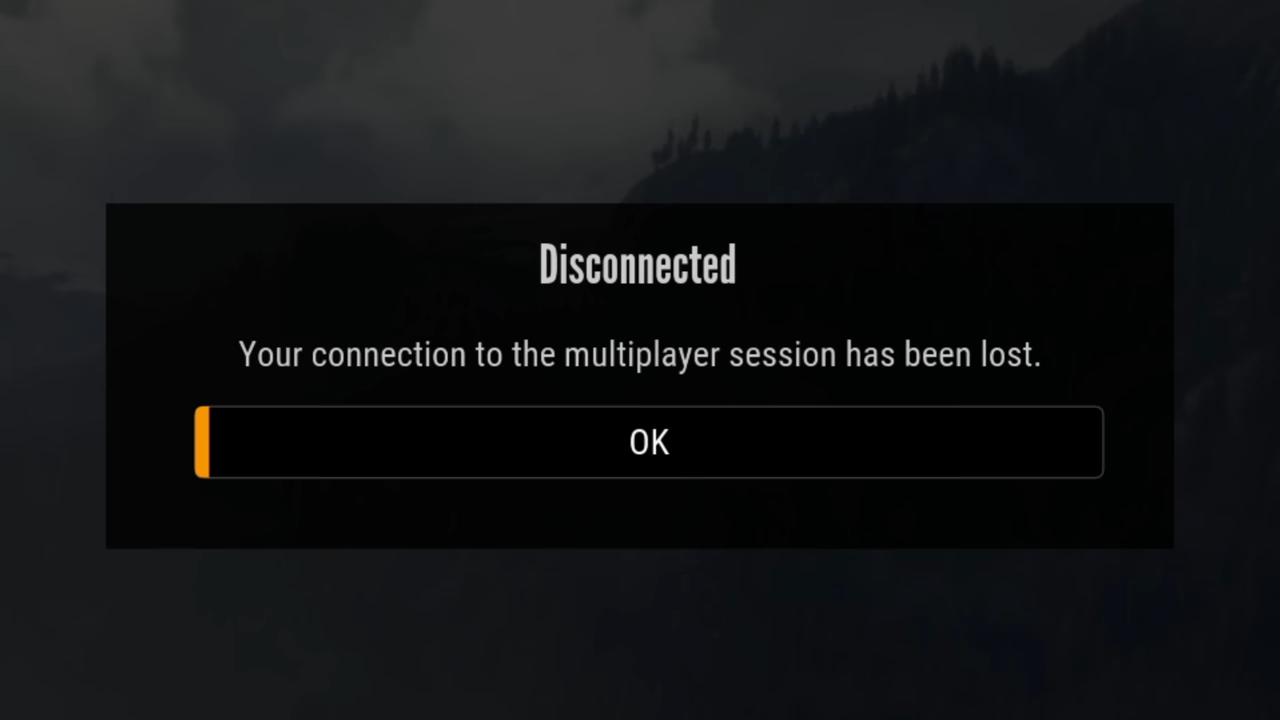 Disconnected
Your connection to the multiplayer session has been lost.
OK